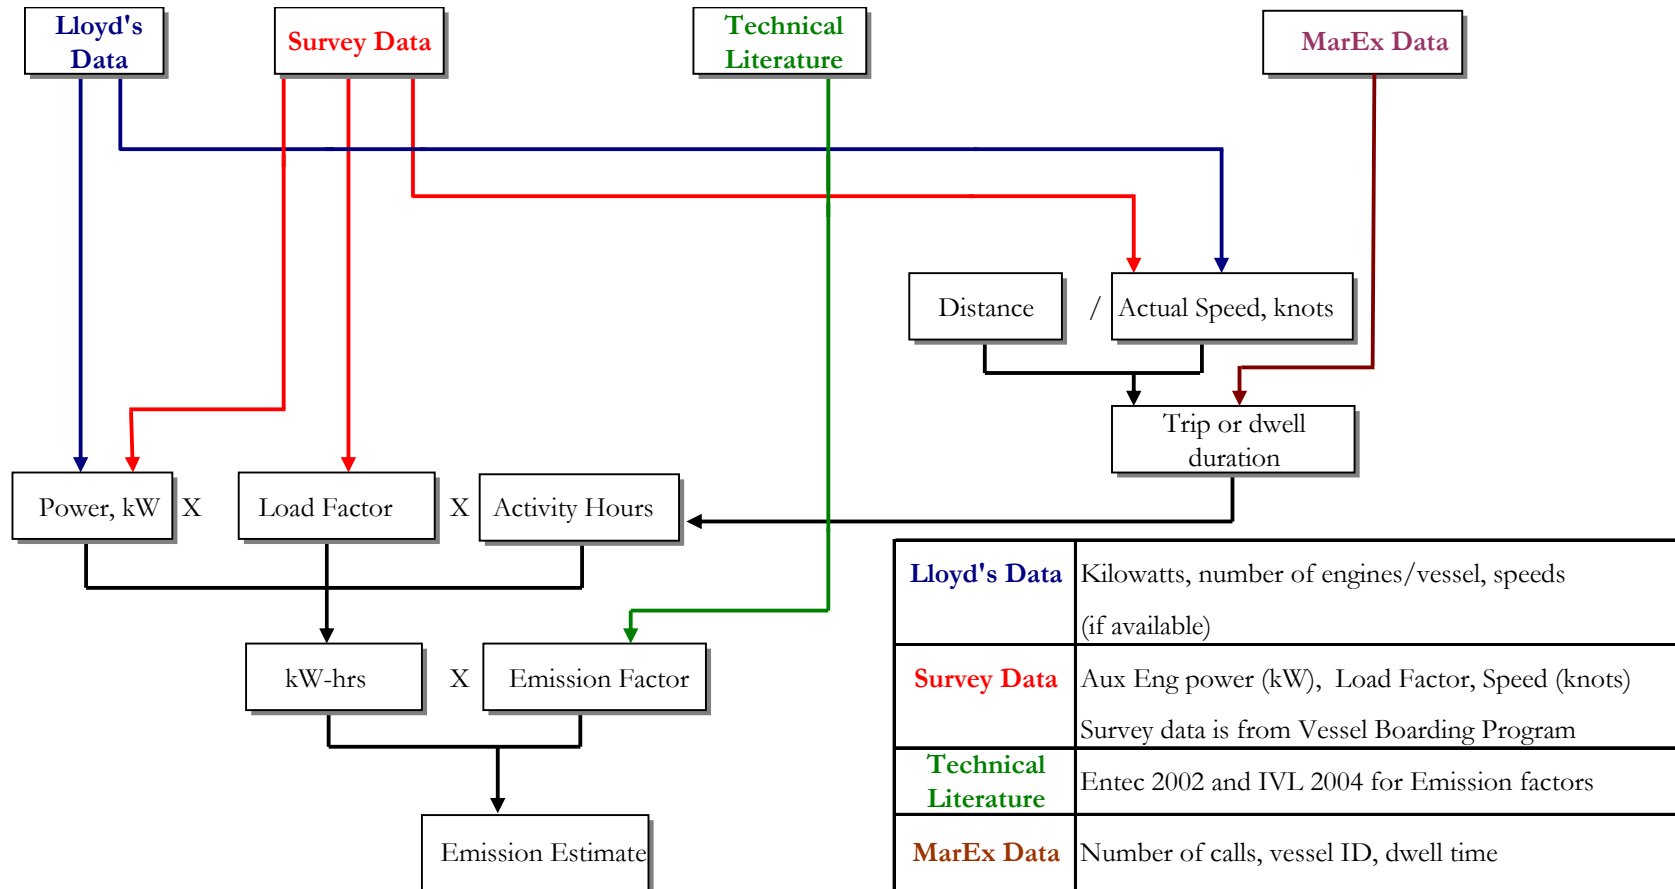 Lloyd's
Data
Survey Data
Technical
Literature
MarEx Data
Distance
/
Actual Speed, knots
Trip or dwell
duration
Power, kW
X
Load Factor
X
Activity Hours
kW-hrs
X
Emission Factor
Emission Estimate
Lloyd's Data
Kilowatts, number of engines/vessel, speeds
(if available)
Survey Data
Aux Eng power (kW), Load Factor, Speed (knots)
Survey data is from Vessel Boarding Program
Technical
Literature
Entec 2002 and IVL 2004 for Emission factors
MarEx Data
Number of calls, vessel ID, dwell time